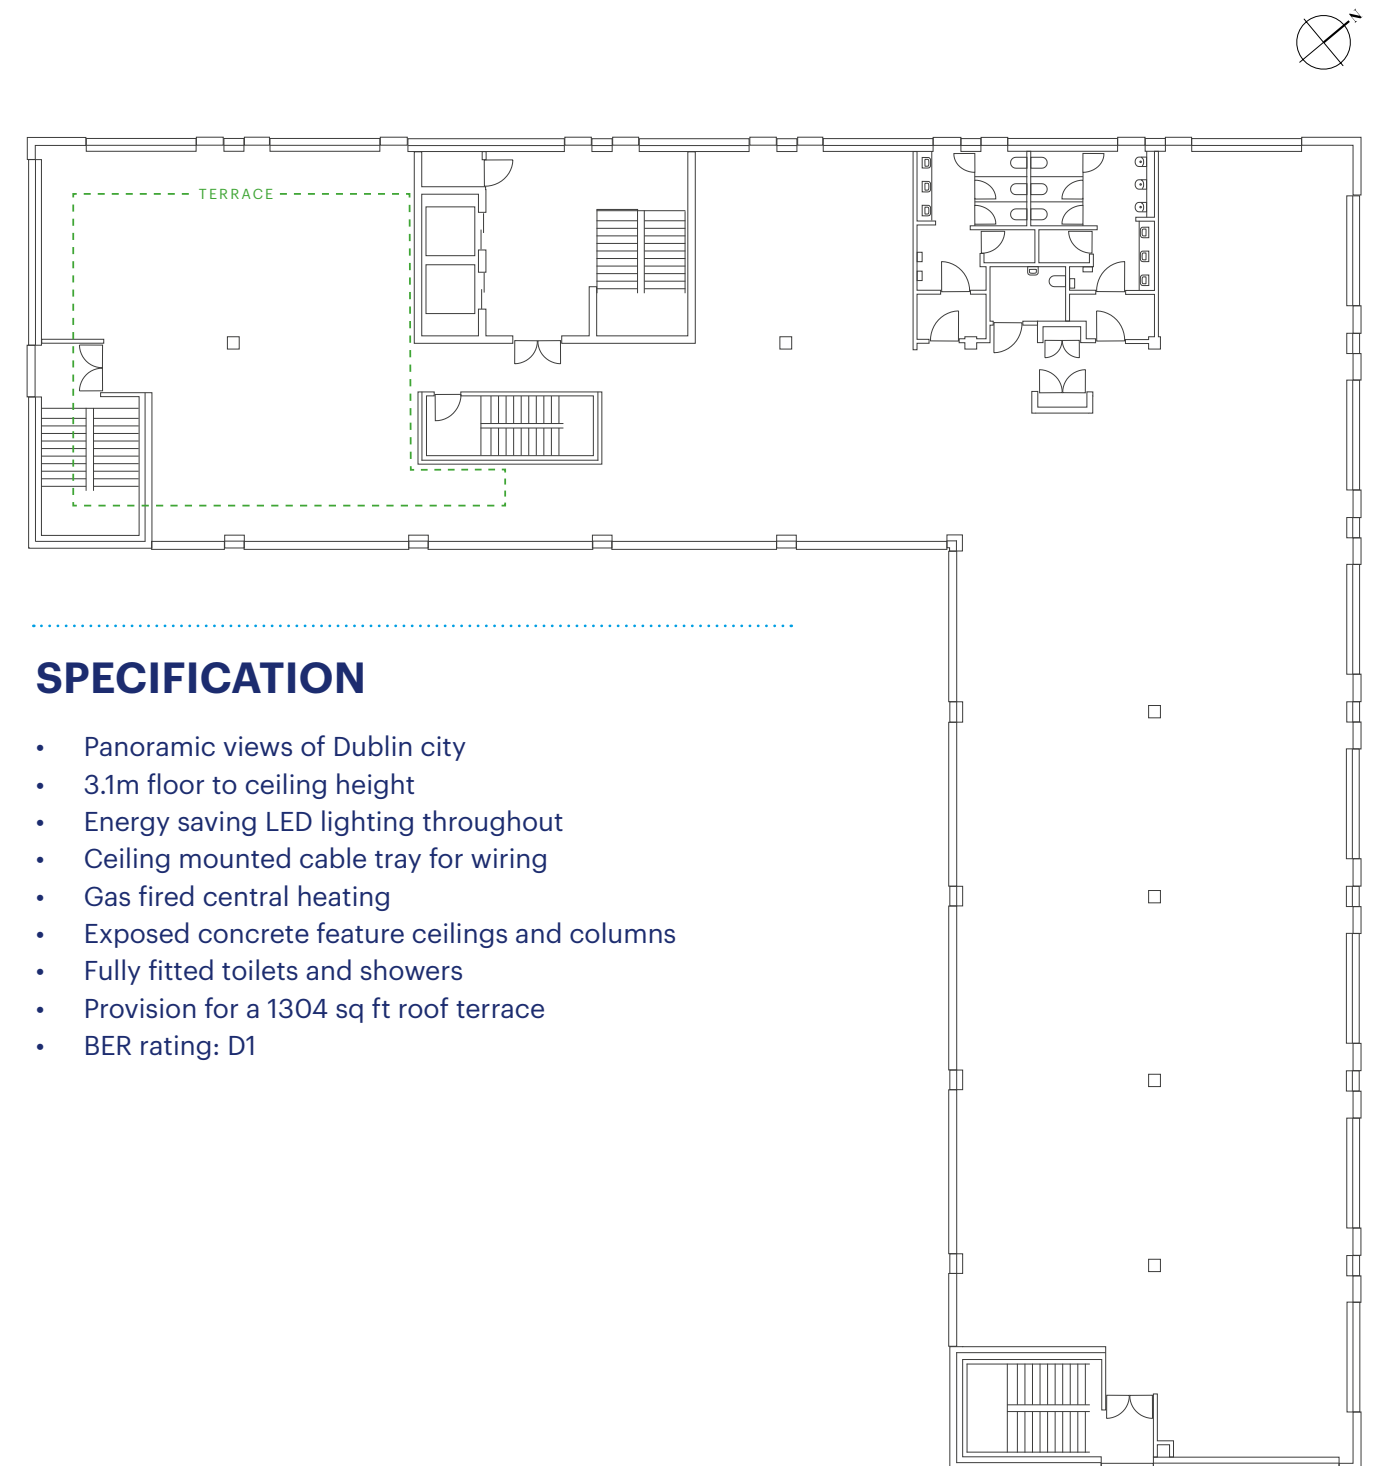 N
TERRACE
SPECIFICATION
• Panoramic views of Dublin city
• 3.1m floor to ceiling height
• Energy saving LED lighting throughout
• Ceiling mounted cable tray for wiring
• Gas fired central heating
• Exposed concrete feature ceilings and columns
• Fully fitted toilets and showers
• Provision for a 1304 sq ft roof terrace
• BER rating: D1